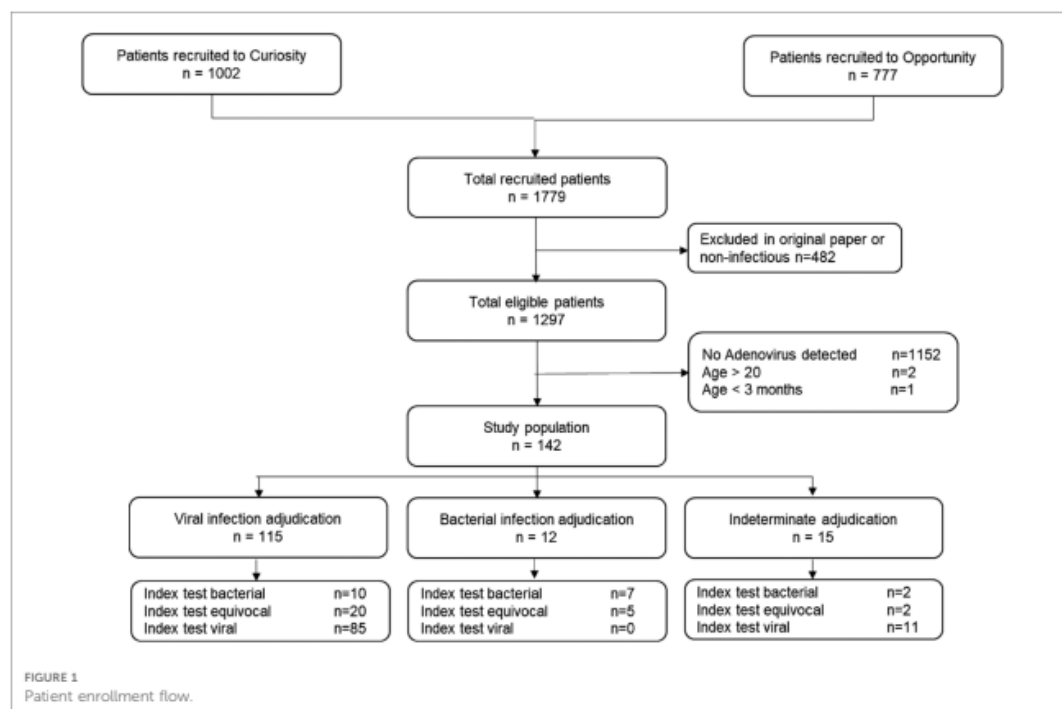 Patients recruited to Curiosity
n = 1002
Patients recruited to Opportunity
n = 777
Total recruited patients
n = 1779
Excluded in original paper or
non-infectious n=482
Total eligible patients
n = 1297
No Adenovirus detected n=1152
Age > 20 n=2
Age < 3 months n=1
Study population
n = 142
Viral infection adjudication
n = 115
Bacterial infection adjudication
n = 12
Indeterminate adjudication
n = 15
Index test bacterial n=10
Index test equivocal n=20
Index test viral n=85
Index test bacterial n=7
Index test equivocal n=5
Index test viral n=0
Index test bacterial n=2
Index test equivocal n=2
Index test viral n=11
FIGURE 1
Patient enrollment flow.